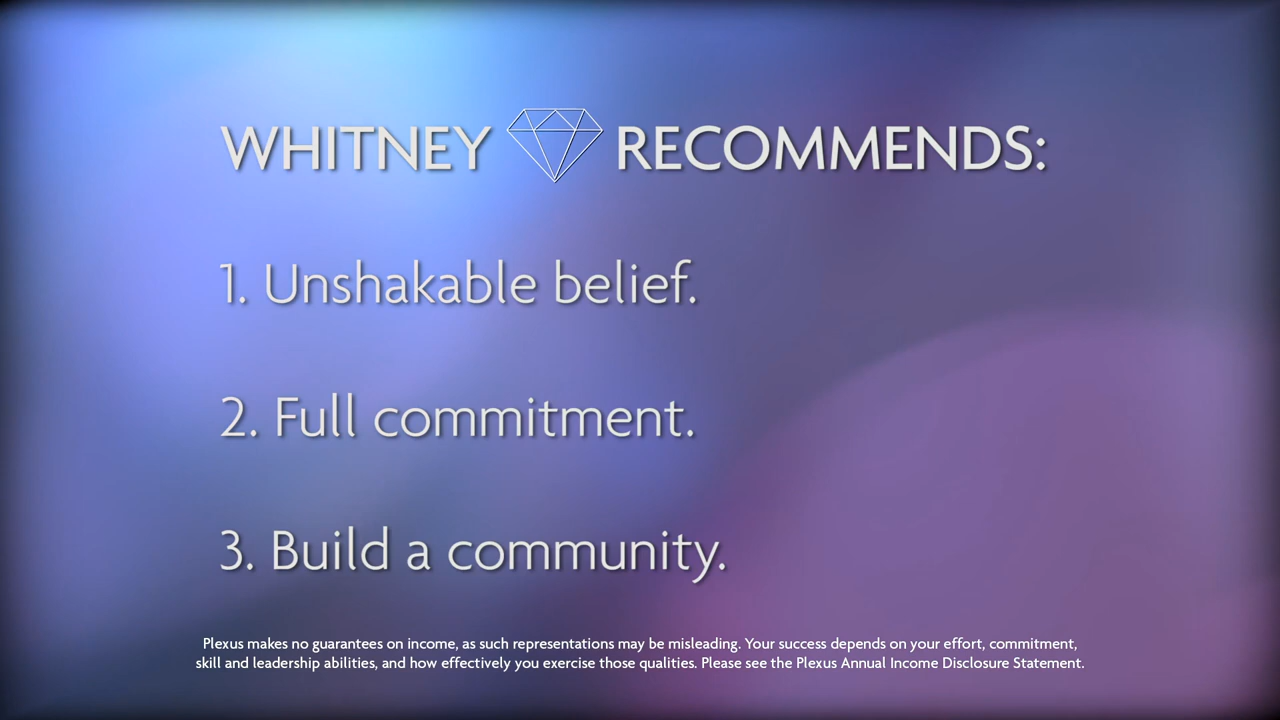 WHITNEY RECOMMENDS:
1. Unshakable belief.
2. Full commitment.
3. Build a community.
Plexus makes no guarantees on income, as such representations may be misleading. Your success depends on your effort, commitment,
skill and leadership abilities, and how effectively you exercise those qualities. Please see the Plexus Annual Income Disclosure Statement.